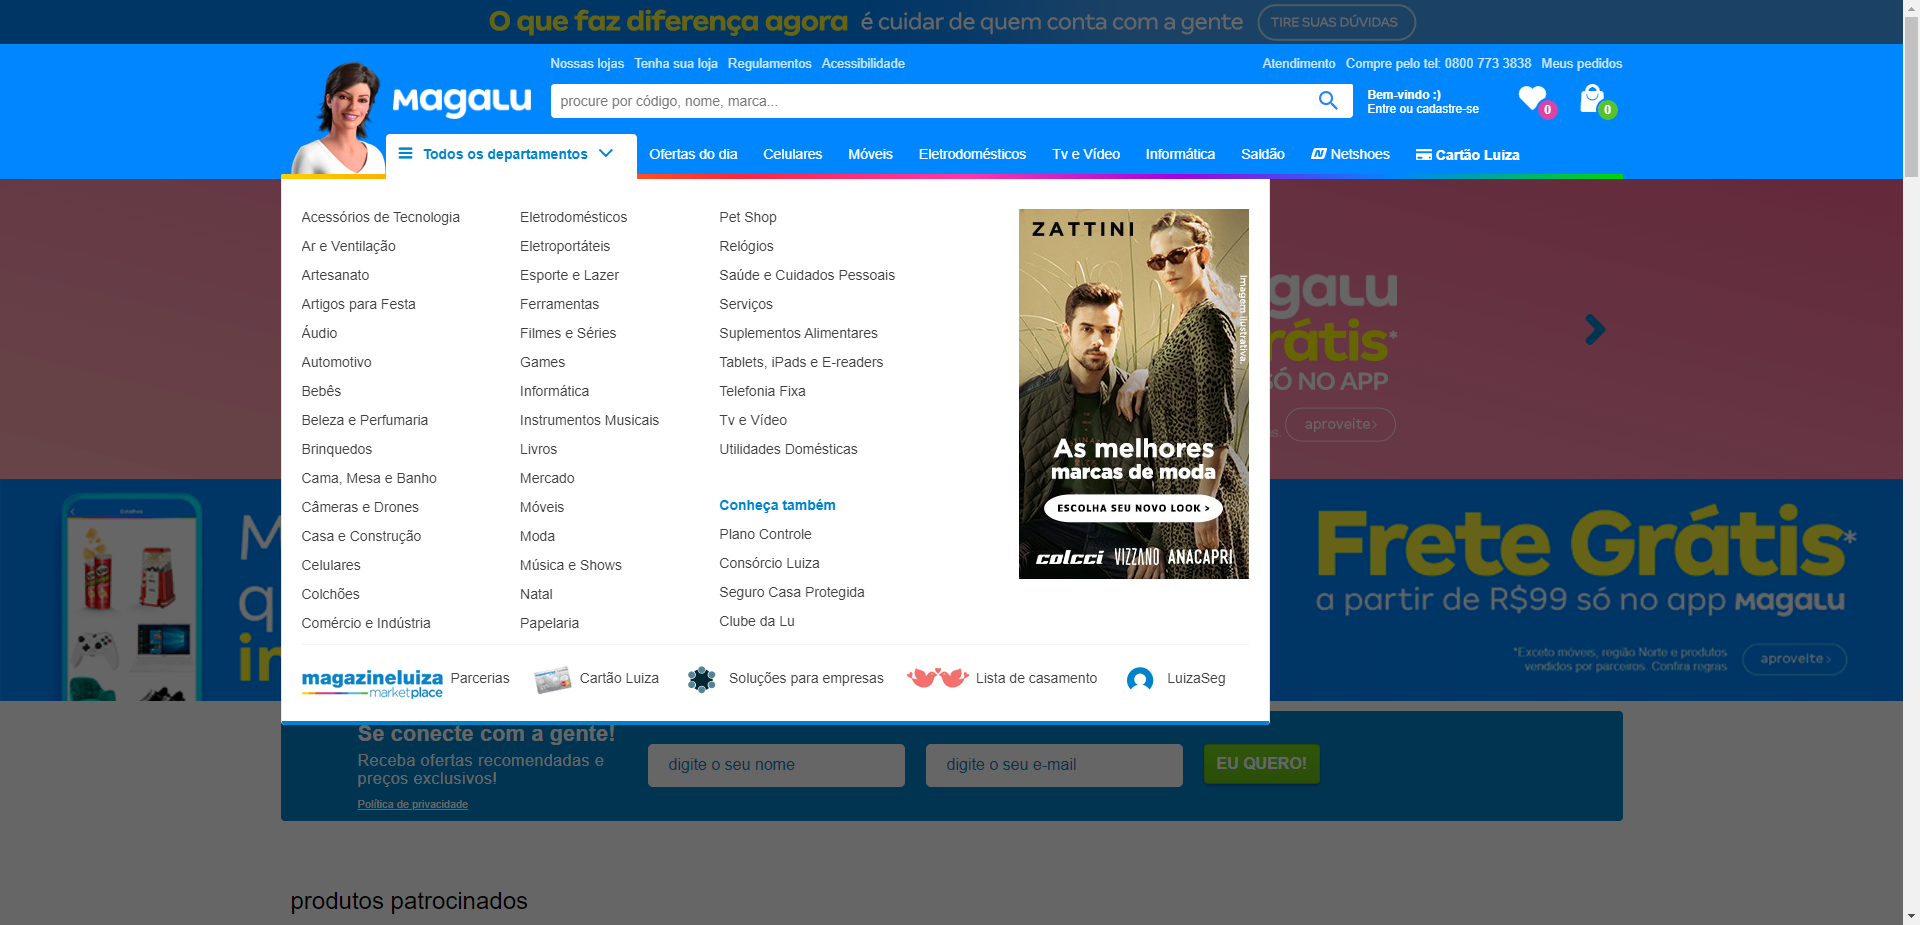 O que faz diferença agora é cuidar de quem conta com a gente TIRE SUAS DÚVIDAS
Nossas lojas Tenha sua loja Regulamentos Acessibilidade
Atendimento Compre pelo tel: 0800 773 3838 Meus pedidos
Magalu
procure por código, nome, marca...
Bem-vindo :)
Entre ou cadastre-se
0
0
Todos os departamentos
Ofertas do dia Celulares Móveis Eletrodomésticos Tv e Vídeo Informática Saldão Netshoes Cartão Luiza
Acessórios de Tecnologia
Ar e Ventilação
Artesanato
Artigos para Festa
Áudio
Automotivo
Bebês
Beleza e Perfumaria
Brinquedos
Cama, Mesa e Banho
Câmeras e Drones
Casa e Construção
Celulares
Colchões
Comércio e Indústria
Eletrodomésticos
Eletroportáteis
Esporte e Lazer
Ferramentas
Filmes e Séries
Games
Informática
Instrumentos Musicais
Livros
Mercado
Móveis
Moda
Música e Shows
Natal
Papelaria
Pet Shop
Relógios
Saúde e Cuidados Pessoais
Serviços
Suplementos Alimentares
Tablets, iPads e E-readers
Telefonia Fixa
Tv e Vídeo
Utilidades Domésticas
Conheça também
Plano Controle
Consórcio Luiza
Seguro Casa Protegida
Clube da Lu
ZATTINI
Imagem ilustrativa.
As melhores
marcas de moda
ESCOLHA SEU NOVO LOOK >
colcci VIZZANO ANACAPRI
magazineluiza
marketplace
Parcerias
Cartão Luiza
Soluções para empresas
Lista de casamento
LuizaSeg
galu
rátis*
SÓ NO APP
aproveite>
M
q
in
Frete Grátis*
a partir de R$99 só no app Magalu
*Exceto móveis, região Norte e produtos
vendidos por parceiros. Confira regras
aproveite >
Se conecte com a gente!
Receba ofertas recomendadas e
preços exclusivos!
Política de privacidade
digite o seu nome
digite o seu e-mail
EU QUERO!
produtos patrocinados